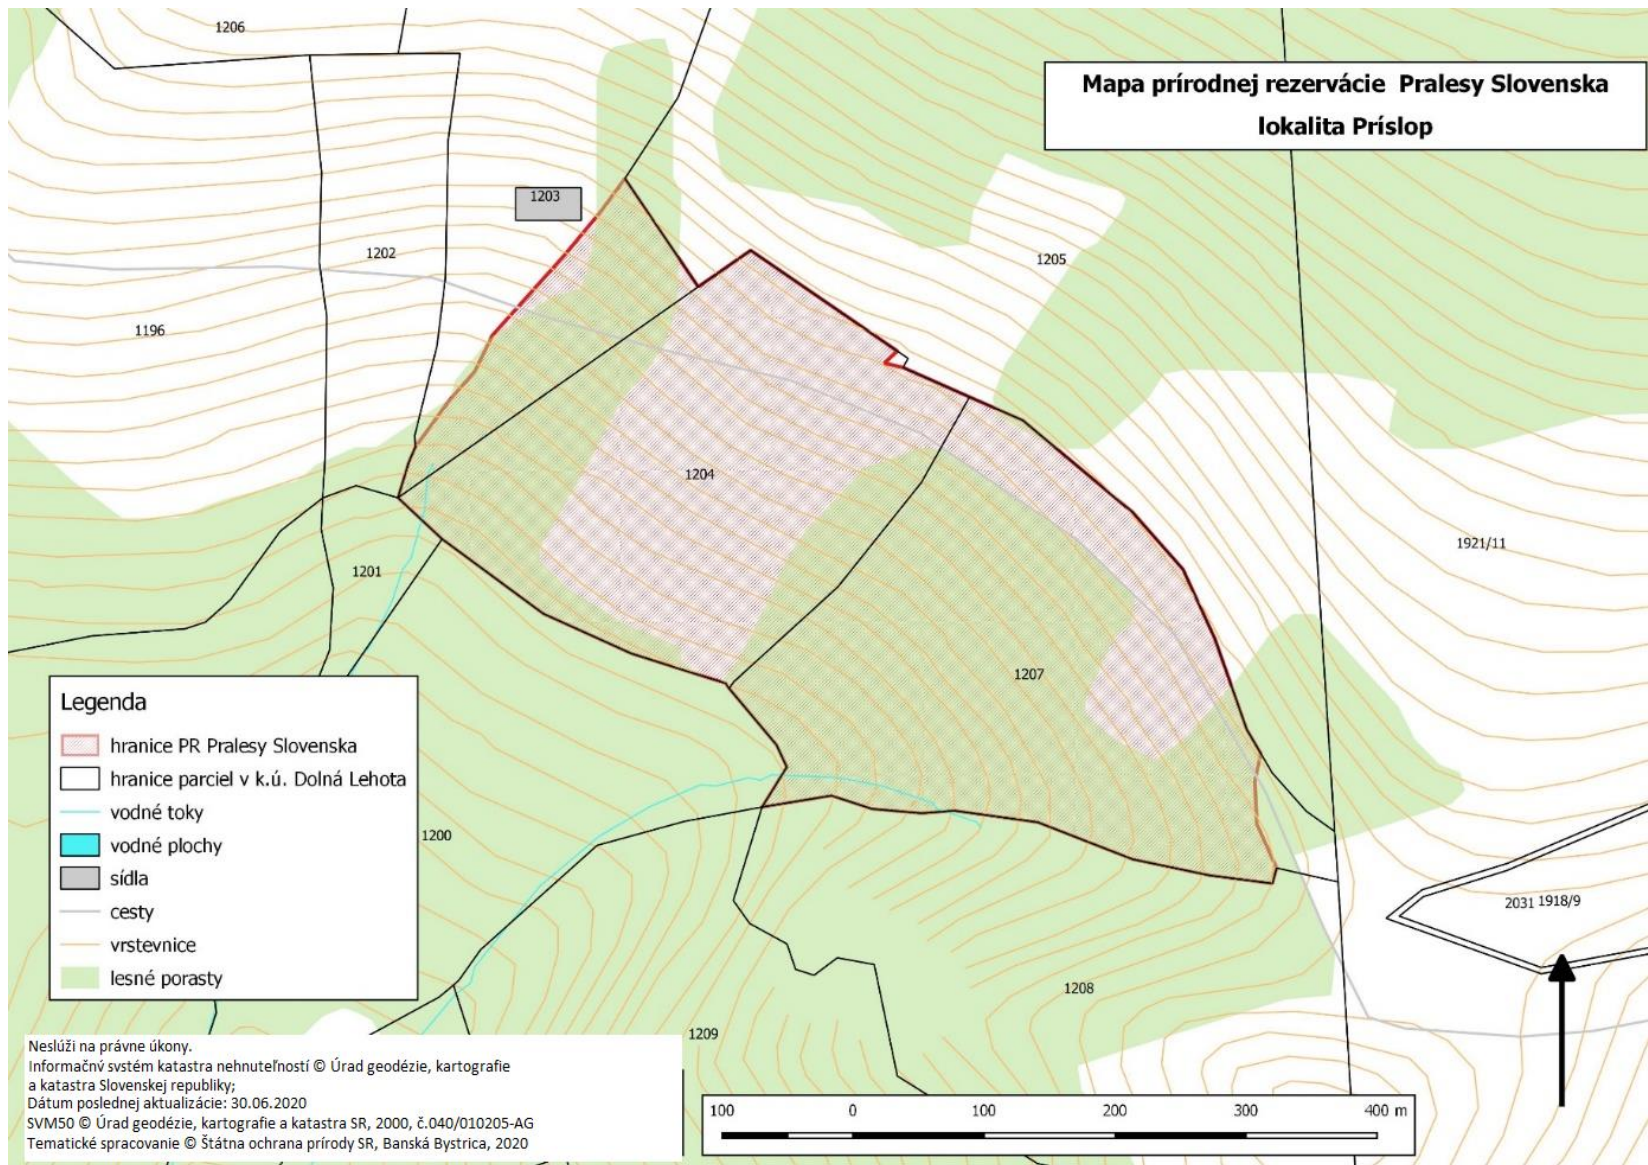 1206
Mapa prírodnej rezervácie Pralesy Slovenska
lokalita Príslop
1203
1202
1205
1196
1204
1921/11
1201
1207
Legenda
hranice PR Pralesy Slovenska
hranice parciel v k.ú. Dolná Lehota
vodné toky
vodné plochy
sídla
cesty
vrstevnice
lesné porasty
1200
2031 1918/9
1208
1209
Neslúži na právne úkony.
Informačný svstém katastra nehnuteľností © Úrad geodézie, kartografie
a katastra Slovenskej republiky;
Dátum poslednej aktualizácie: 30.06.2020
SVM50 © Úrad geodézie, kartografie a katastra SR, 2000, č.040/010205-AG
Tematické spracovanie © Štátna ochrana prírody SR, Banská Bystrica, 2020
100 0 100 200 300 400 m